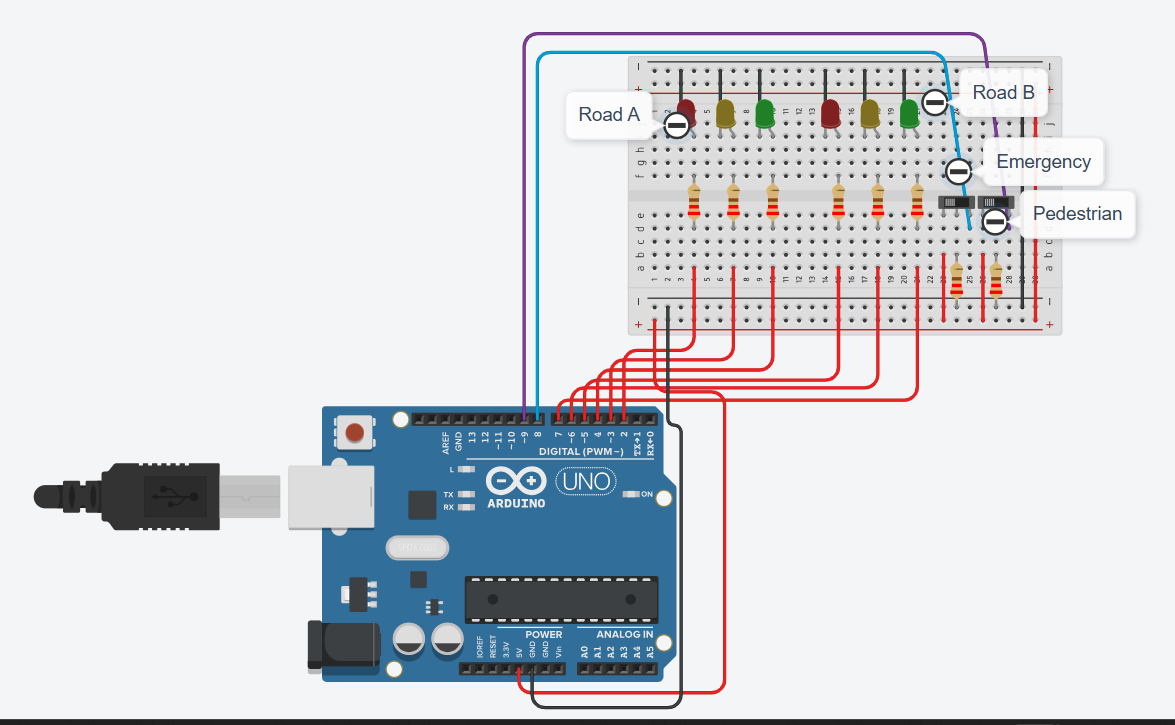 Road A
Road B
Emergency
Pedestrian
AREF
GND
13
12
~11
~10
~9
8
7
~6
~5
4
~3
2
TX→1
RX←0
DIGITAL (PWM~)
L
TX
RX
ARDUINO
UNO
ON
POWER
ANALOG IN
IOREF
RESET
3.3V
5V
GND
GND
Vin
A0
A1
A2
A3
A4
A5